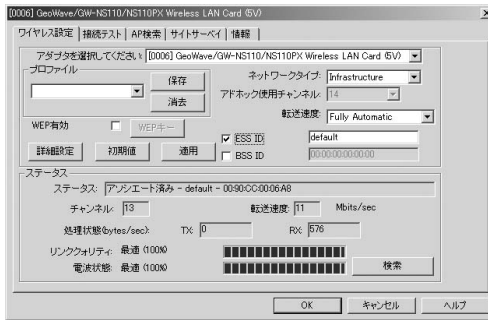 [0006] GeoWave/GW-NS110/NS110PX Wireless LAN Card (5V)
ワイヤレス設定 接続テスト AP検索 サイトサーベイ 情報
アダプタを選択してください [0006] GeoWave/GW-NS110/NS110PX Wireless LAN Card (5V)
プロファイル
保存
消去
ネットワークタイプ: Infrastructure
アドホック使用チャンネル: 14
転送速度: Fully Automatic
WEP有効 WEPキー
ESS ID default
詳細設定 初期値 適用
BSS ID 00:00:00:00:00:00
ステータス
ステータス: アソシエート済み - default - 00:90:CC:00:06:A8
チャンネル: 13 転送速度: 11 Mbits/sec
処理状態(bytes/sec): TX: 0 RX: 576
リンククォリティ: 最適 (100%)
電波状態: 最適 (100%) 検索
OK キャンセル ヘルプ